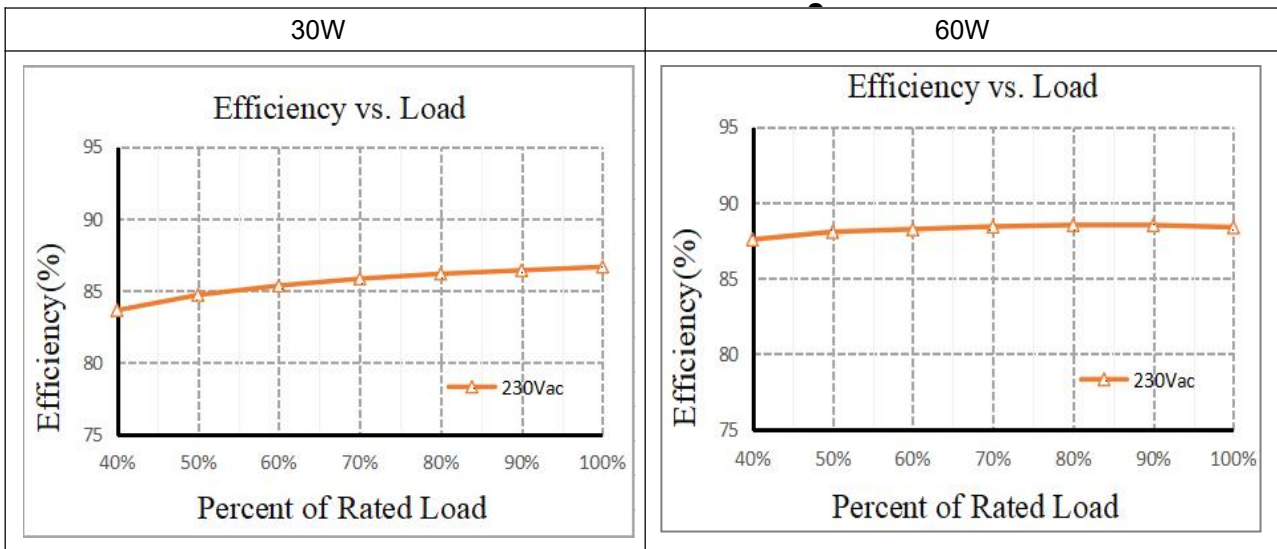 30W
60W
Efficiency vs. Load
95
90
85
80
75
Efficiency(%)
230Vac
40% 50% 60% 70% 80% 90% 100%
Percent of Rated Load
Efficiency vs. Load
95
90
85
80
75
Efficiency(%)
230Vac
40% 50% 60% 70% 80% 90% 100%
Percent of Rated Load